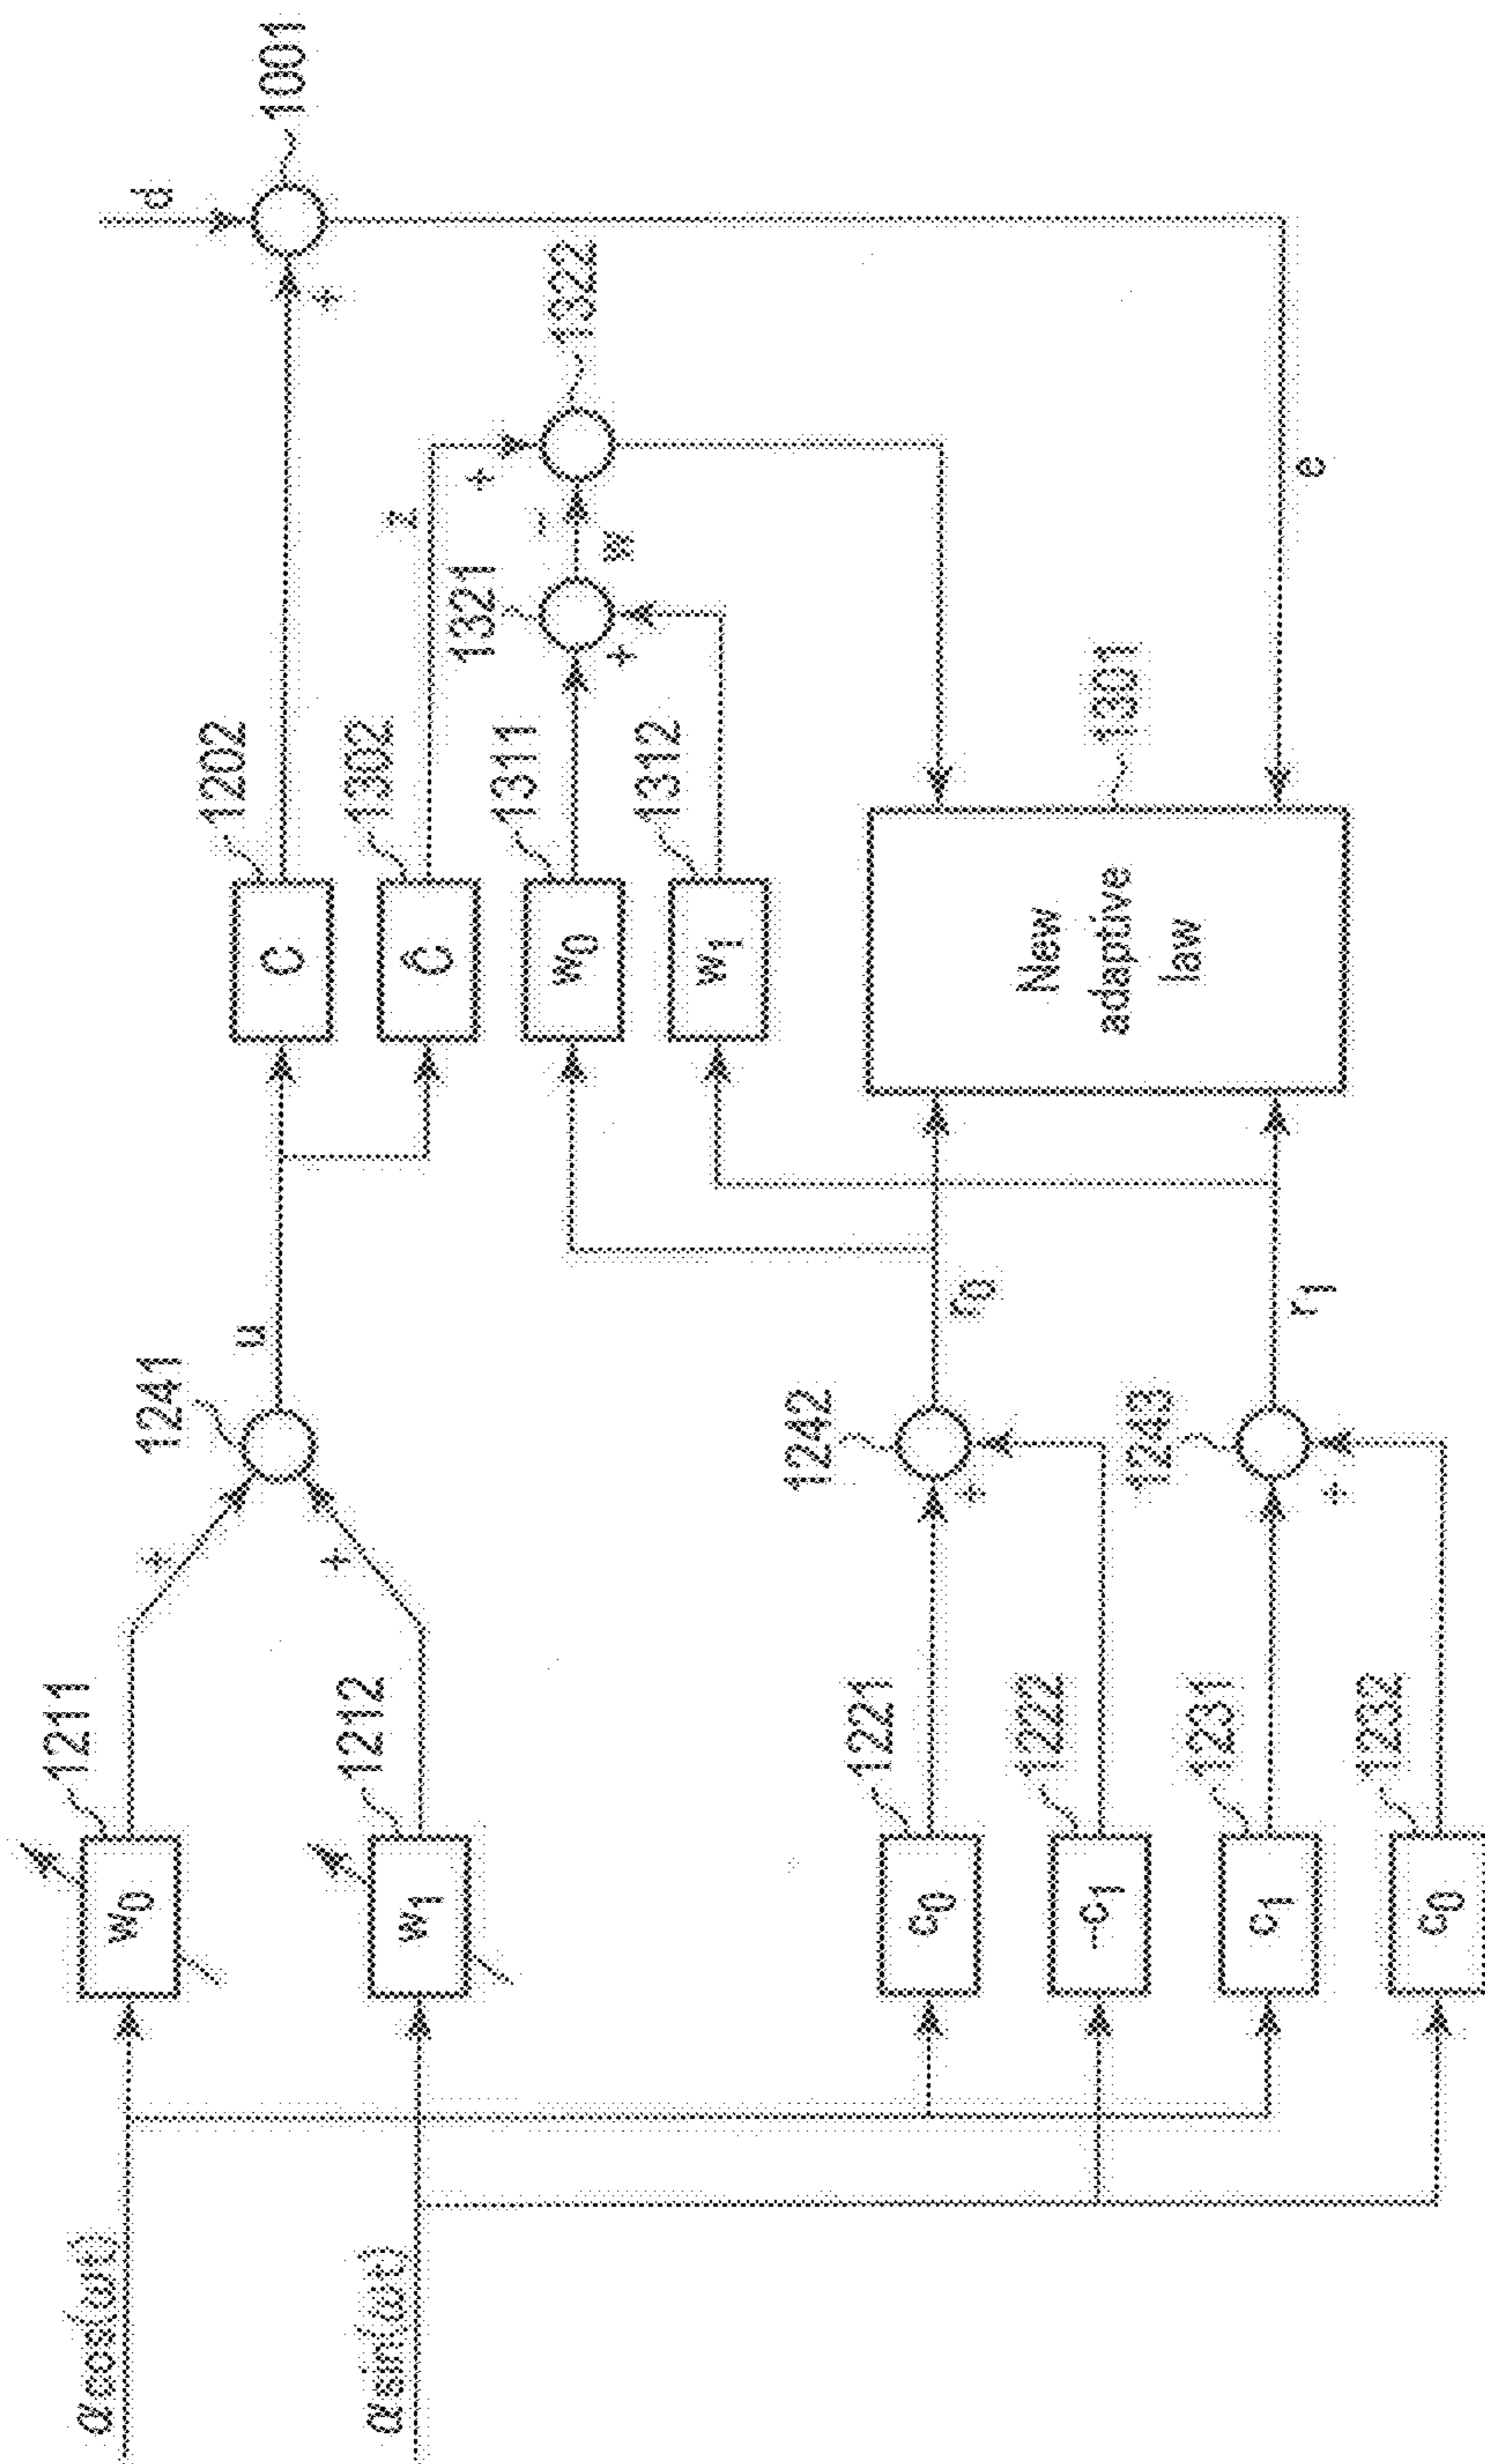 α cos(ωt)
α sin(ωt)
w0
1211
w1
1212
+
+
1241
u
C
1202
Ĉ
1302
w0
1311
w1
1312
z
+
-
1321
+
w
1322
+
d
1001
c0
1221
-c1
1222
c1
1231
c0
1232
1242
+
r0
1243
+
r1
New
adaptive
law
1301
e